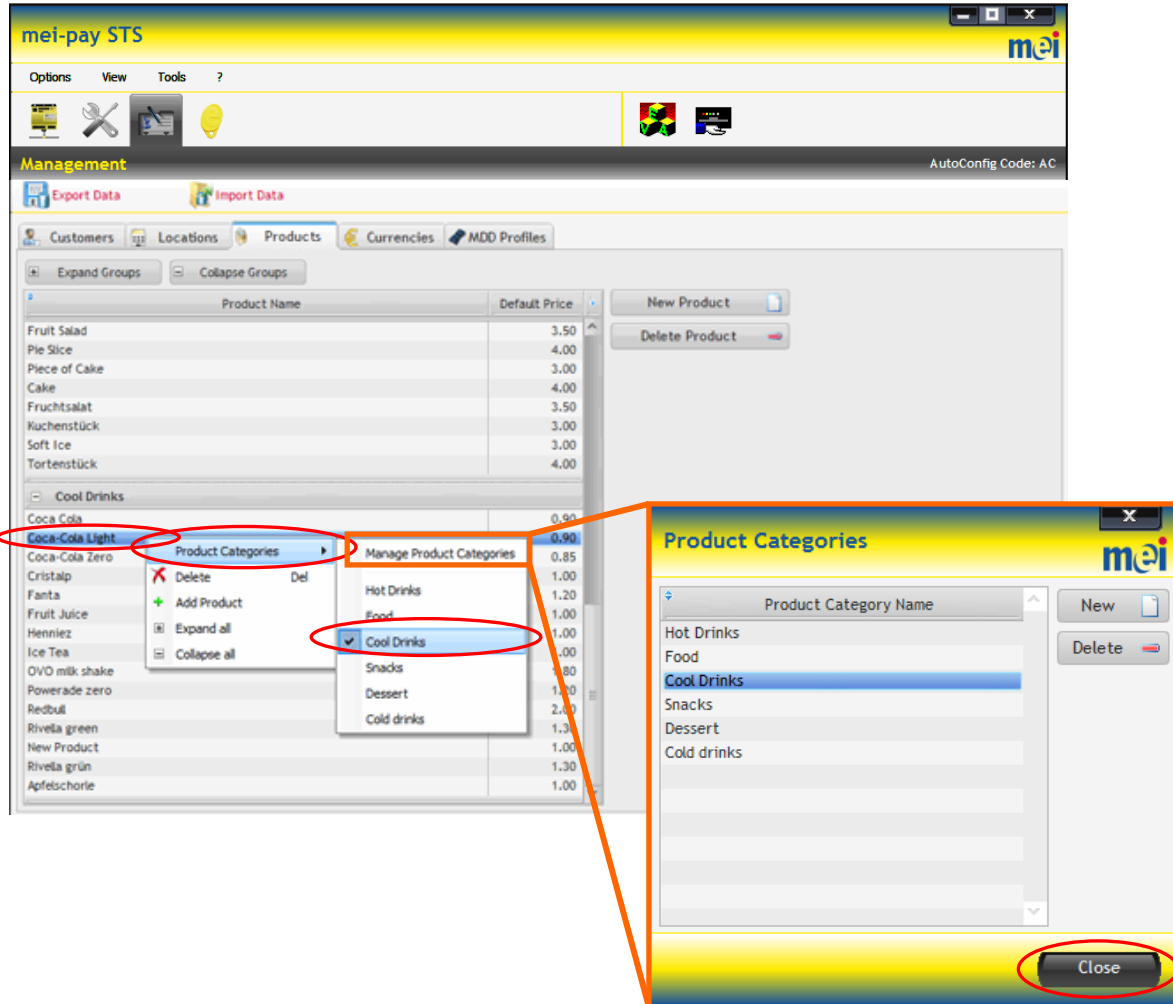 mei-pay STS
x
mei
Options View Tools ?
EVA
Management
AutoConfig Code: AC
Export Data Import Data
Customers Locations Products Currencies MDD Profiles
Expand Groups Collapse Groups
Product Name Default Price
New Product
Delete Product
Fruit Salad 3.50
Pie Slice 4.00
Piece of Cake 3.00
Cake 4.00
Fruchtsalat 3.50
Kuchenstück 3.00
Soft Ice 3.00
Tortenstück 4.00
Cool Drinks
Coca Cola 0.90
Coca-Cola Light 0.90
Coca-Cola Zero 0.85
Cristalp 1.00
Fanta 1.20
Fruit Juice 1.00
Henniez 1.00
Ice Tea .00
OVO milk shake .80
Powerade zero
Redbull
Rivella green
New Product 1.00
Rivella grün 1.30
Apfelschorle 1.00
Product Categories
Delete Del
Add Product
Expand all
Collapse all
Manage Product Categories
Hot Drinks
Food
Cool Drinks
Snacks
Dessert
Cold drinks
x
Product Categories
mei
Product Category Name
New
Delete
Hot Drinks
Food
Cool Drinks
Snacks
Dessert
Cold drinks
Close